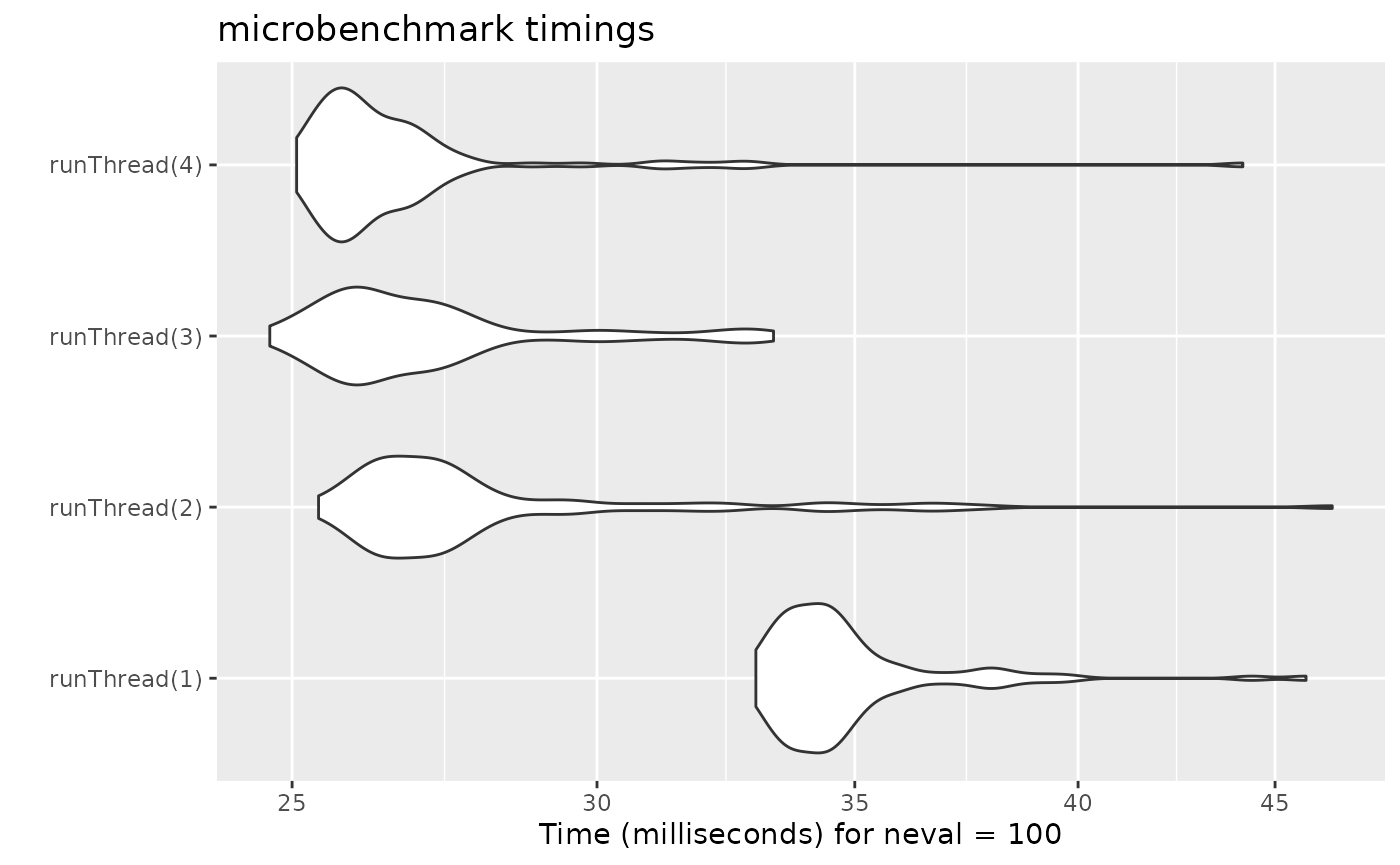 microbenchmark timings
runThread(4)
runThread(3)
runThread(2)
runThread(1)
25 30 35 40 45
Time (milliseconds) for neval = 100